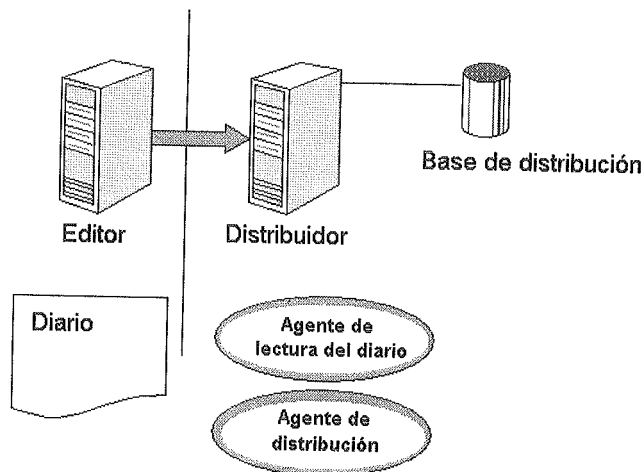 Base de distribución
Editor
Distribuidor
Diario
Agente de
lectura del diario
Agente de
distribución